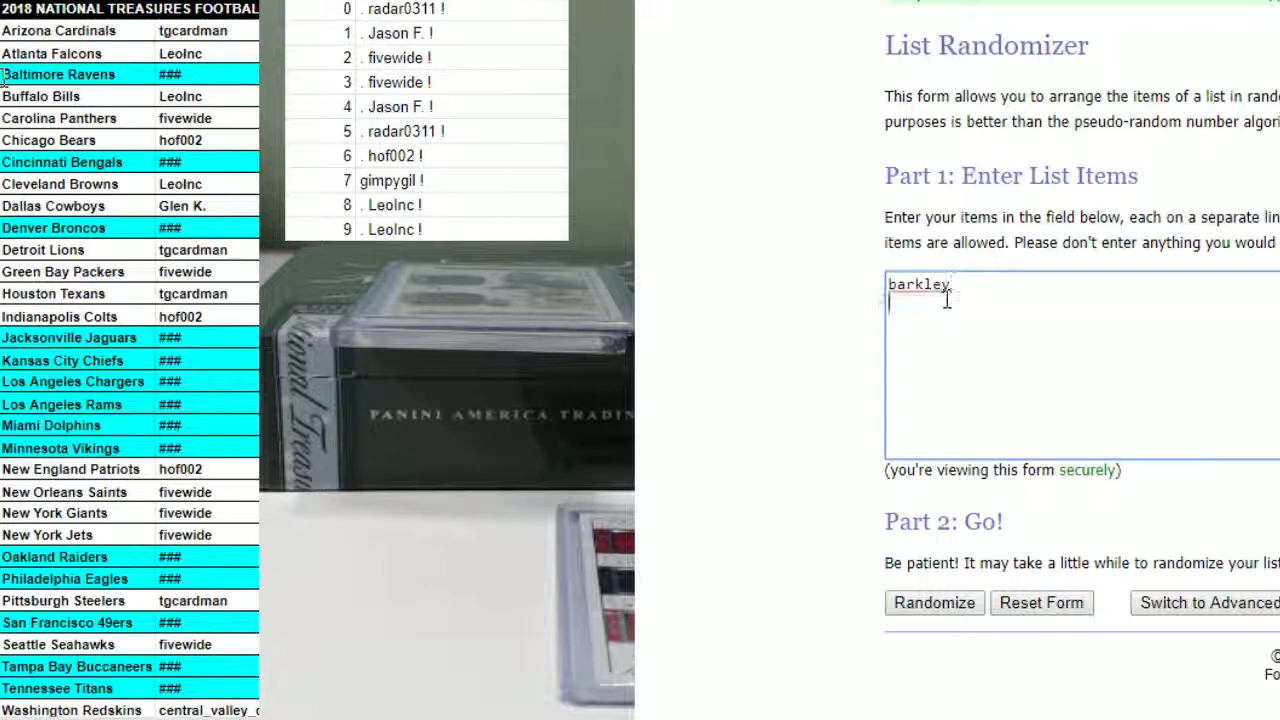 2018 NATIONAL TREASURES FOOTBAL
Arizona Cardinals tgcardman
Atlanta Falcons LeoInc
Baltimore Ravens ###
Buffalo Bills LeoInc
Carolina Panthers fivewide
Chicago Bears hof002
Cincinnati Bengals ###
Cleveland Browns LeoInc
Dallas Cowboys Glen K.
Denver Broncos ###
Detroit Lions tgcardman
Green Bay Packers fivewide
Houston Texans tgcardman
Indianapolis Colts hof002
Jacksonville Jaguars ###
Kansas City Chiefs ###
Los Angeles Chargers ###
Los Angeles Rams ###
Miami Dolphins ###
Minnesota Vikings ###
New England Patriots hof002
New Orleans Saints fivewide
New York Giants fivewide
New York Jets fivewide
Oakland Raiders ###
Philadelphia Eagles ###
Pittsburgh Steelers tgcardman
San Francisco 49ers ###
Seattle Seahawks fivewide
Tampa Bay Buccaneers ###
Tennessee Titans ###
Washington Redskins central_valley_
0 . radar0311 !
1 . Jason F. !
2 . fivewide !
3 . fivewide !
4 . Jason F. !
5 . radar0311 !
6 . hof002 !
7 gimpygil !
8 . LeoInc !
9 . LeoInc !
PANINI AMERICA TRADIN
List Randomizer
This form allows you to arrange the items of a list in rand
purposes is better than the pseudo-random number algori
Part 1: Enter List Items
Enter your items in the field below, each on a separate lin
items are allowed. Please don't enter anything you would
barkley
(you're viewing this form securely)
Part 2: Go!
Be patient! It may take a little while to randomize your list
Randomize Reset Form Switch to Advanced
©
Fo